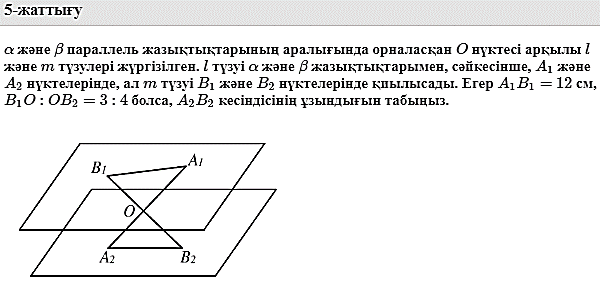 5-жаттығу
α және β параллель жазықтықтарының аралығында орналасқан O нүктесі арқылы l
және m түзулері жүргізілген. l түзуі α және β жазықтықтарымен, сәйкесінше, A₁ және
A₂ нүктелерінде, ал m түзуі B₁ және B₂ нүктелерінде қиылысады. Егер A₁B₁ = 12 см,
B₁O : OB₂ = 3 : 4 болса, A₂B₂ кесіндісінің ұзындығын табыңыз.
B₁ A₁
O
A₂ B₂